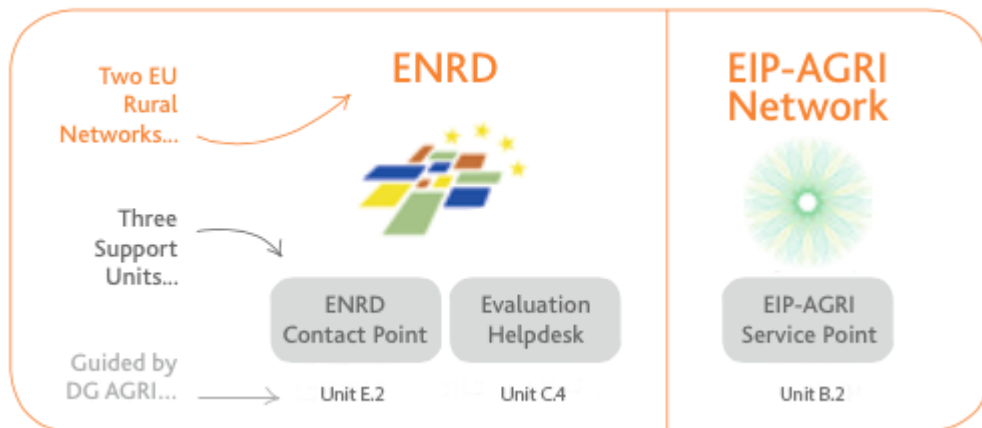 Two EU
Rural
Networks...
ENRD
EIP-AGRI
Network
Three
Support
Units...
ENRD
Contact Point
Evaluation
Helpdesk
EIP-AGRI
Service Point
Guided by
DG AGRI...
Unit E.2
Unit C.4
Unit B.2